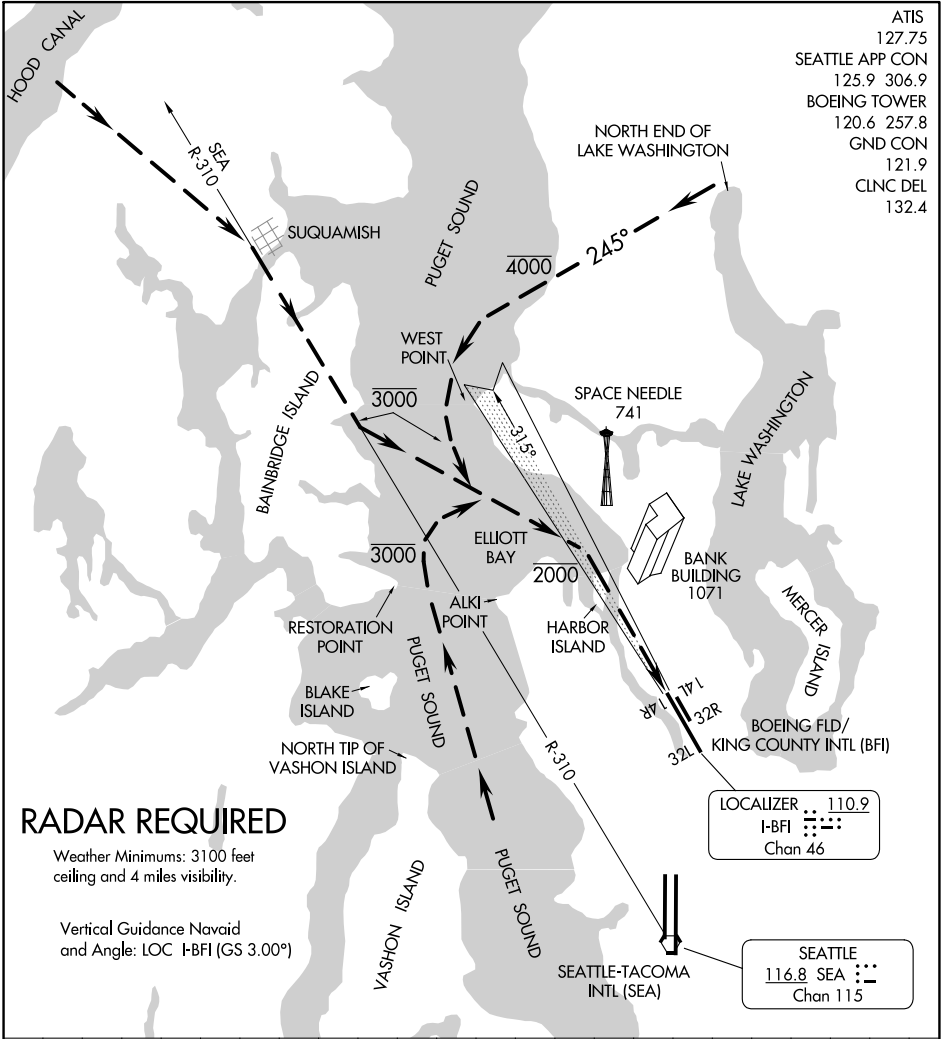 ATIS
127.75
SEATTLE APP CON
125.9 306.9
BOEING TOWER
120.6 257.8
GND CON
121.9
CLNC DEL
132.4
HOOD CANAL
SEA
R-310
SUQUAMISH
PUGET SOUND
NORTH END OF
LAKE WASHINGTON
245°
4000
WEST
POINT
3000
BAINBRIDGE ISLAND
315°
SPACE NEEDLE
741
LAKE WASHINGTON
3000
ELLIOTT
BAY
2000
BANK
BUILDING
1071
RESTORATION
POINT
ALKI
POINT
HARBOR
ISLAND
MERCER
ISLAND
PUGET SOUND
BLAKE
ISLAND
NORTH TIP OF
VASHON ISLAND
R-310
14R
14L
32R
32L
BOEING FLD/
KING COUNTY INTL (BFI)
LOCALIZER 110.9
I-BFI
Chan 46
RADAR REQUIRED
Weather Minimums: 3100 feet
ceiling and 4 miles visibility.
Vertical Guidance Navaid
and Angle: LOC I-BFI (GS 3.00°)
VASHON ISLAND
PUGET SOUND
SEATTLE-TACOMA
INTL (SEA)
SEATTLE
116.8 SEA
Chan 115